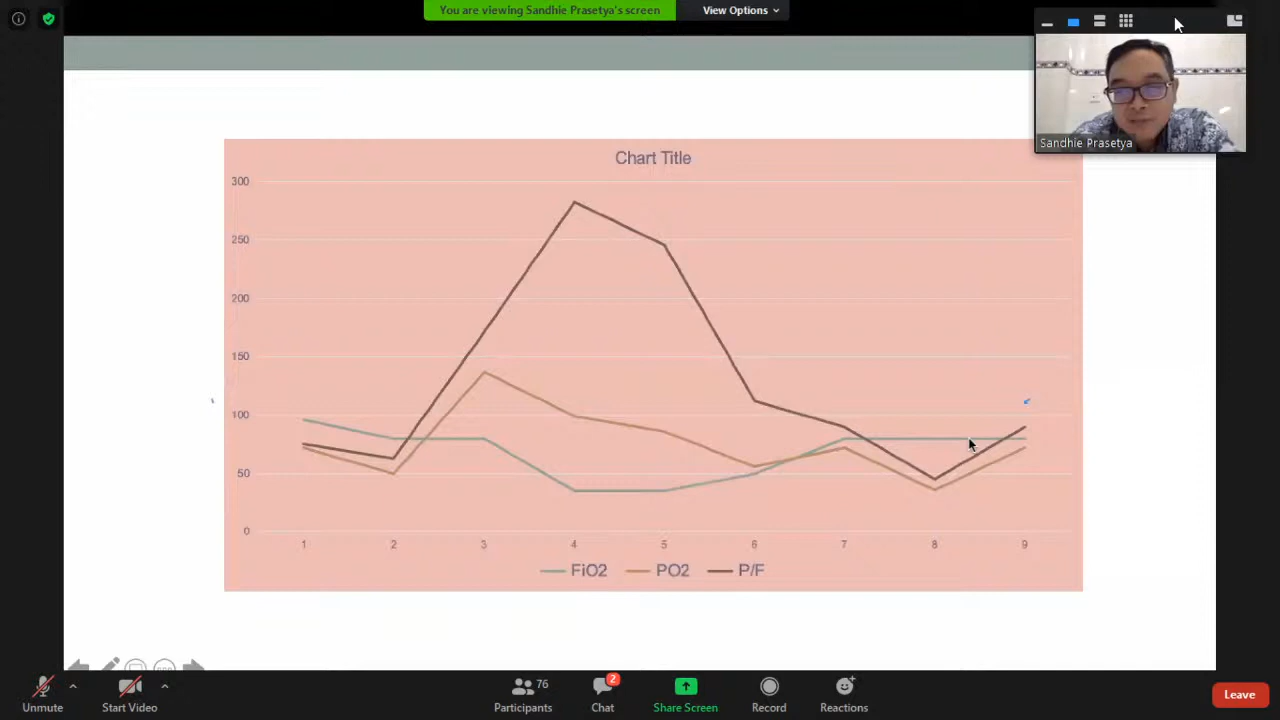 You are viewing Sandhie Prasetya's screen
View Options
Sandhie Prasetya
Chart Title
300
250
200
150
100
50
0
1 2 3 4 5 6 7 8 9
FiO2 PO2 P/F
Unmute
Start Video
Participants 76
Chat 2
Share Screen
Record
Reactions
Leave